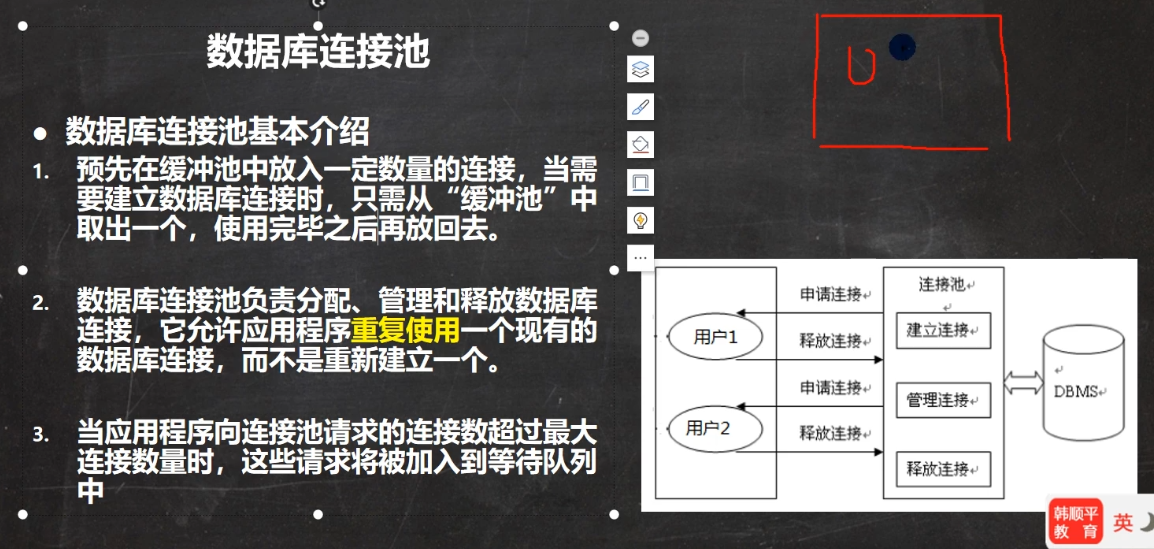 数据库连接池
● 数据库连接池基本介绍
1. 预先在缓冲池中放入一定数量的连接，当需
要建立数据库连接时，只需从“缓冲池”中
取出一个，使用完毕之后再放回去。
2. 数据库连接池负责分配、管理和释放数据库
连接，它允许应用程序重复使用一个现有的
数据库连接，而不是重新建立一个。
3. 当应用程序向连接池请求的连接数超过最大
连接数量时，这些请求将被加入到等待队列
中
用户1
用户2
申请连接
释放连接
申请连接
释放连接
连接池
建立连接
管理连接
释放连接
DBMS
韩顺平
教育
英